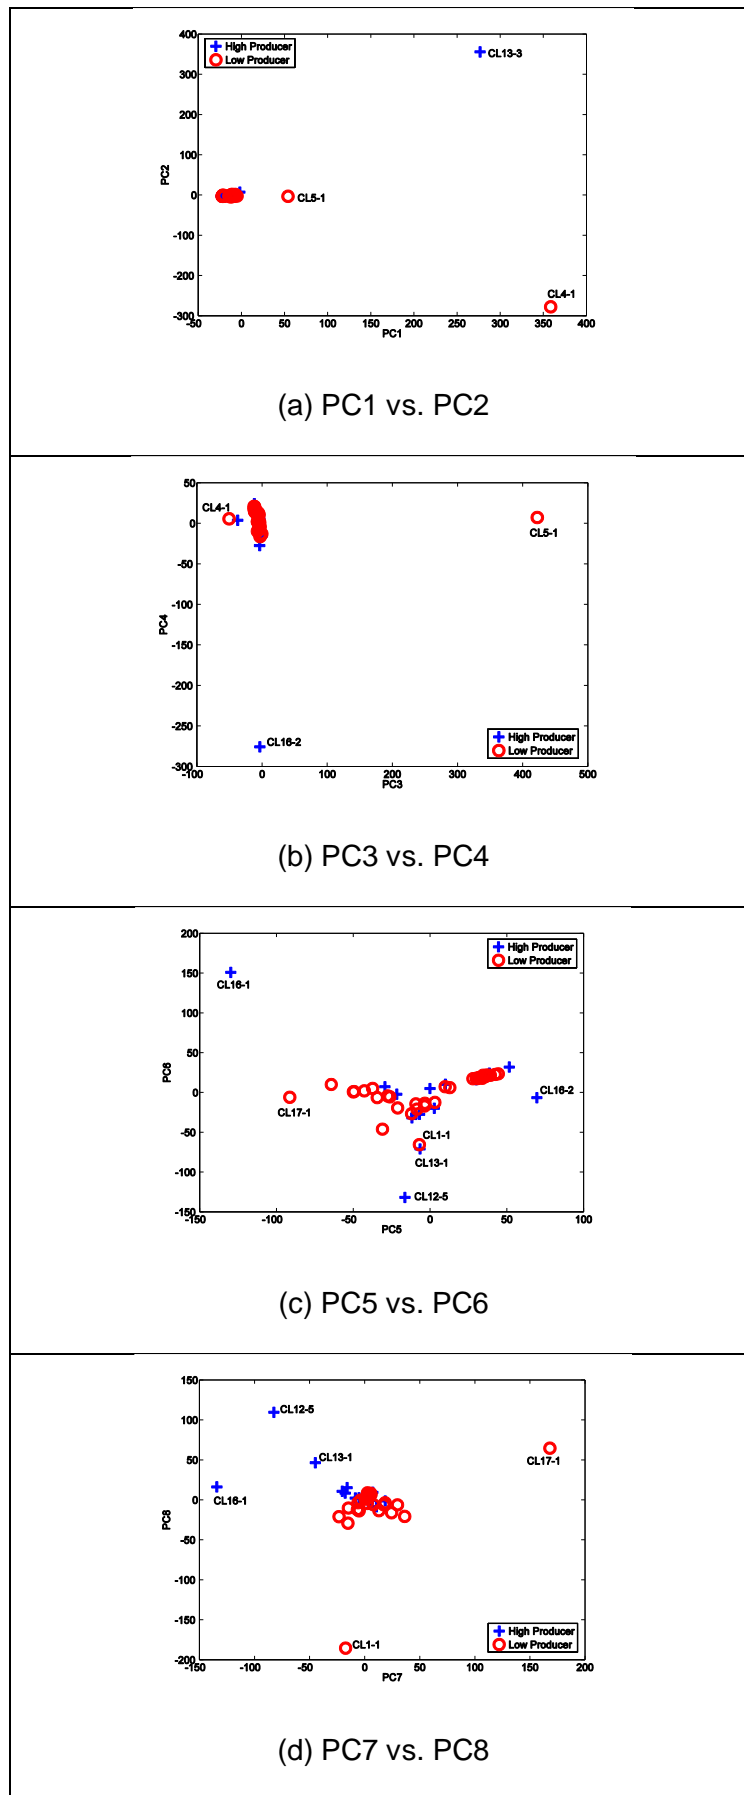 400
300
200
100
0
-100
-200
-300
PC2
High Producer
Low Producer
CL13-3
CL5-1
CL4-1
-50 0 50 100 150 200 250 300 350 400
PC1
(a) PC1 vs. PC2
50
0
-50
-100
-150
-200
-250
-300
PC4
CL4-1
CL5-1
CL16-2
High Producer
Low Producer
-100 0 100 200 300 400 500
PC3
(b) PC3 vs. PC4
200
150
100
50
0
-50
-100
-150
PC6
High Producer
Low Producer
CL16-1
CL16-2
CL17-1
CL1-1
CL13-1
CL12-5
-150 -100 -50 0 50 100
PC5
(c) PC5 vs. PC6
150
100
50
0
-50
-100
-150
-200
PC8
CL12-5
CL13-1
CL17-1
CL16-1
CL1-1
High Producer
Low Producer
-150 -100 -50 0 50 100 150 200
PC7
(d) PC7 vs. PC8